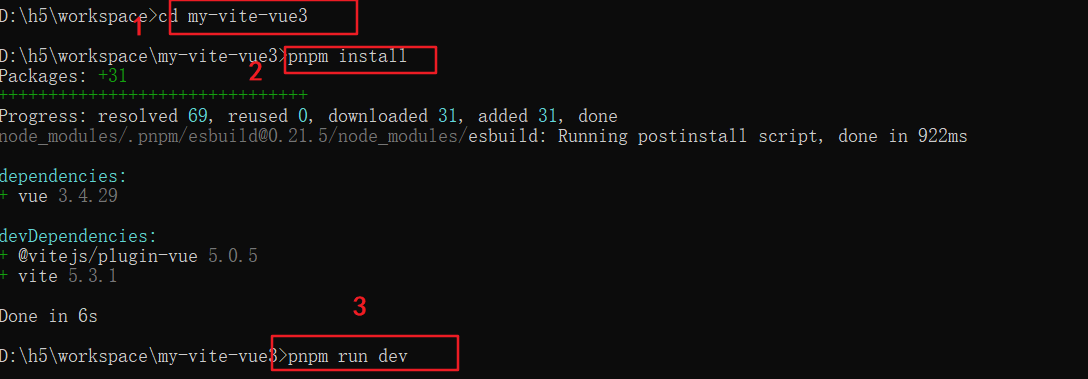 D:\h5\workspace>cd my-vite-vue3
1
D:\h5\workspace\my-vite-vue3>pnpm install
2
Packages: +31
+++++++++++++++++++++++++++++++
Progress: resolved 69, reused 0, downloaded 31, added 31, done
node_modules/.pnpm/esbuild@0.21.5/node_modules/esbuild: Running postinstall script, done in 922ms
dependencies:
+ vue 3.4.29
devDependencies:
+ @vitejs/plugin-vue 5.0.5
+ vite 5.3.1
Done in 6s
3
D:\h5\workspace\my-vite-vue3>pnpm run dev